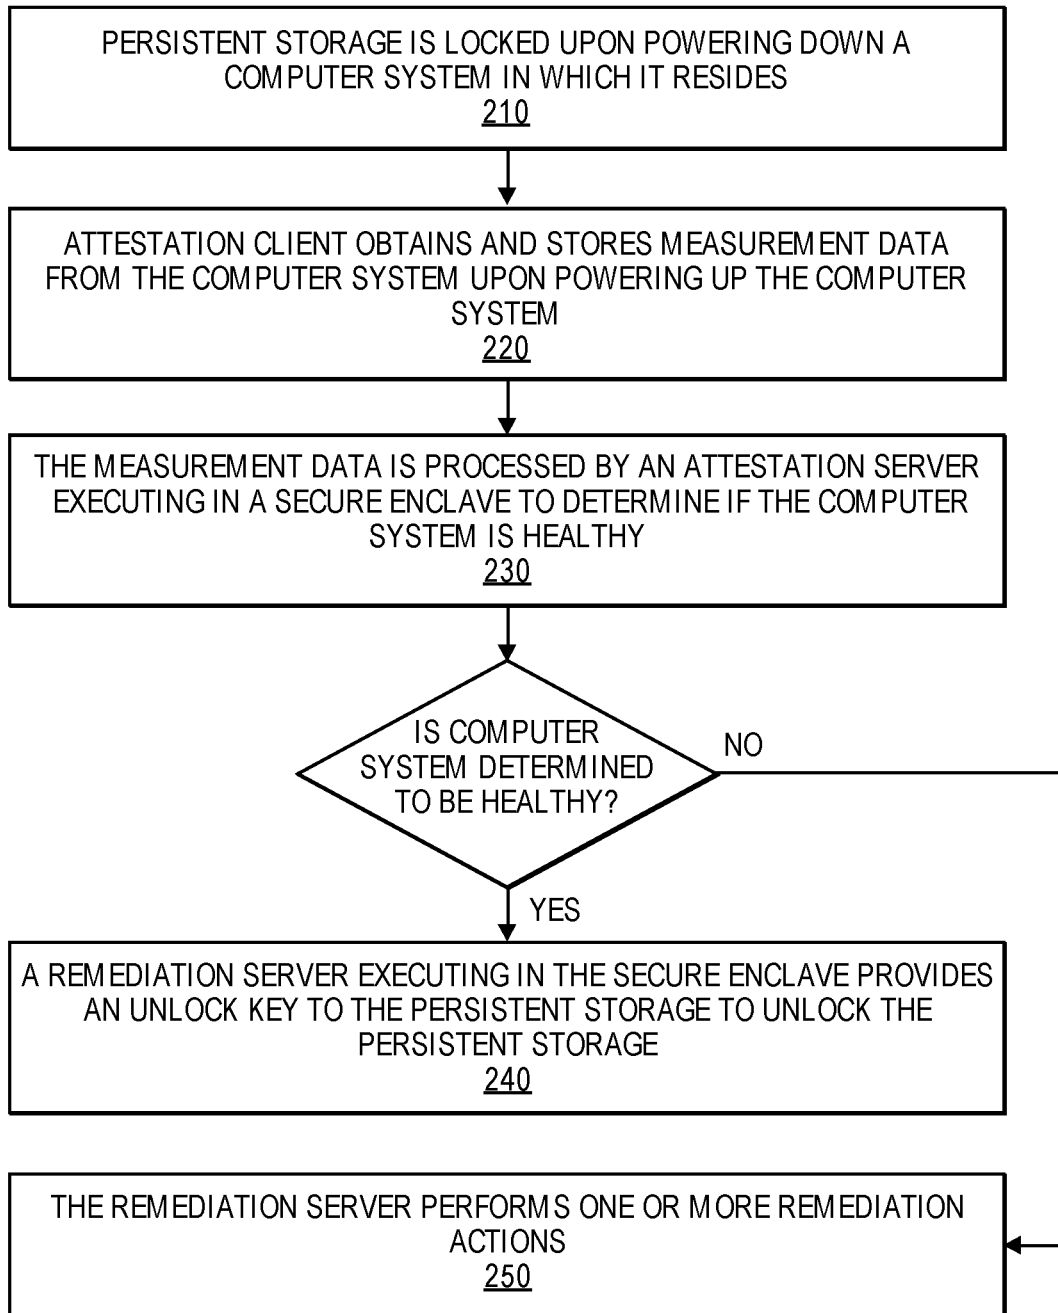 PERSISTENT STORAGE IS LOCKED UPON POWERING DOWN A
COMPUTER SYSTEM IN WHICH IT RESIDES
210
ATTESTATION CLIENT OBTAINS AND STORES MEASUREMENT DATA
FROM THE COMPUTER SYSTEM UPON POWERING UP THE COMPUTER
SYSTEM
220
THE MEASUREMENT DATA IS PROCESSED BY AN ATTESTATION SERVER
EXECUTING IN A SECURE ENCLAVE TO DETERMINE IF THE COMPUTER
SYSTEM IS HEALTHY
230
IS COMPUTER
SYSTEM DETERMINED
TO BE HEALTHY?
NO
YES
A REMEDIATION SERVER EXECUTING IN THE SECURE ENCLAVE PROVIDES
AN UNLOCK KEY TO THE PERSISTENT STORAGE TO UNLOCK THE
PERSISTENT STORAGE
240
THE REMEDIATION SERVER PERFORMS ONE OR MORE REMEDIATION
ACTIONS
250